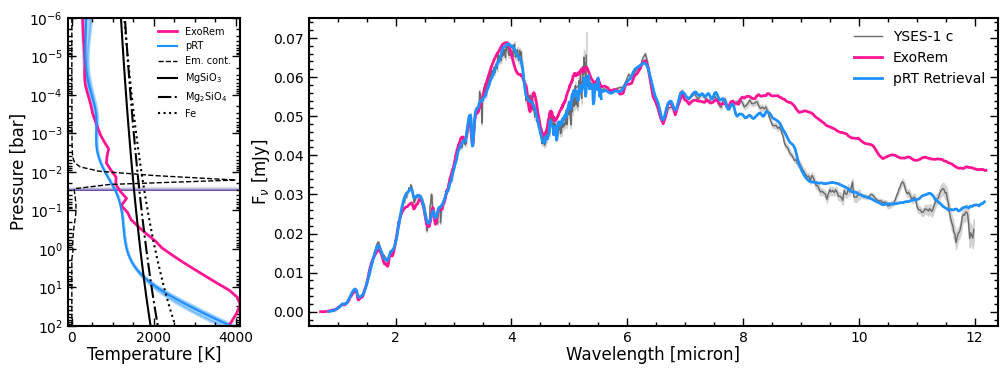 10⁻⁶
10⁻⁵
10⁻⁴
10⁻³
10⁻²
10⁻¹
10⁰
10¹
10²
Pressure [bar]
ExoRem
pRT
Em. cont.
MgSiO₃
Mg₂SiO₄
Fe
0 2000 4000
Temperature [K]
0.07
0.06
0.05
0.04
0.03
0.02
0.01
0.00
Fᵥ [mJy]
YSES-1 c
ExoRem
pRT Retrieval
2 4 6 8 10 12
Wavelength [micron]